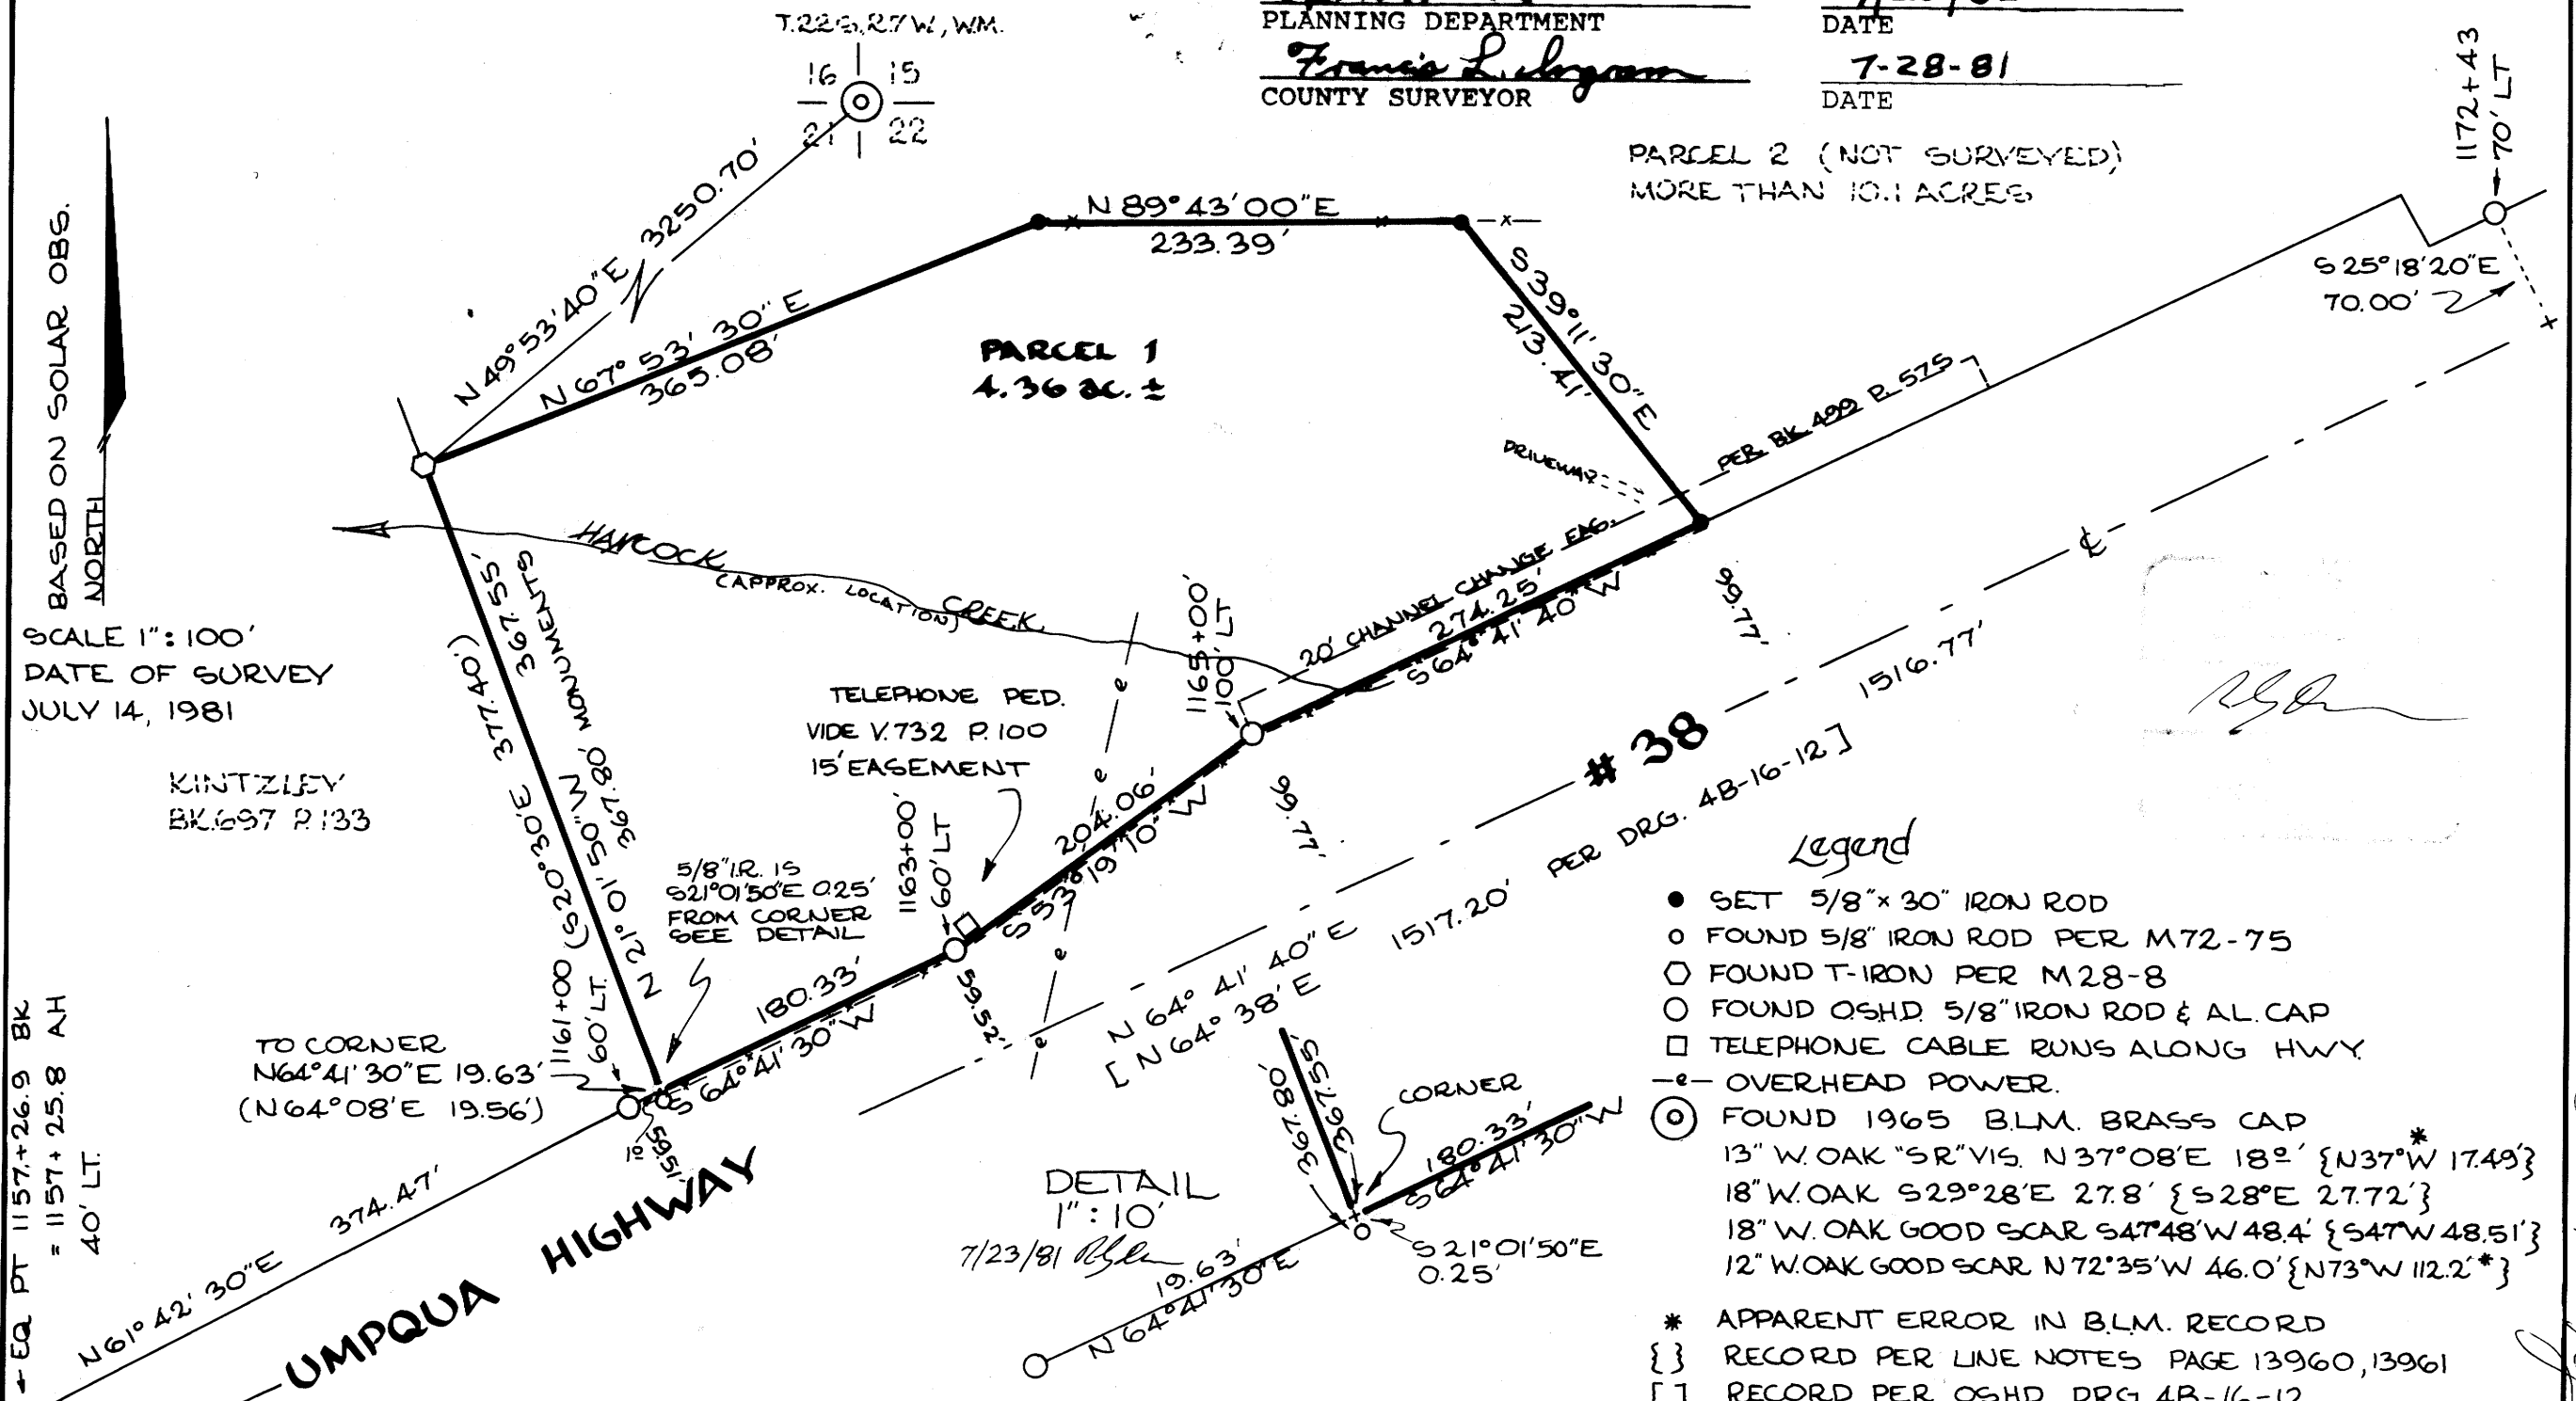 T.22S, R.7W, W.M.
16 15
21 22
PLANNING DEPARTMENT
DATE
Francis L. Ingram
7-28-81
COUNTY SURVEYOR
DATE
PARCEL 2 (NOT SURVEYED)
MORE THAN 10.1 ACRES
1172+43
70' LT
S 25° 18' 20" E
70.00'
BASED ON SOLAR OBS.
NORTH
SCALE 1": 100'
DATE OF SURVEY
JULY 14, 1981
KINTZLEY
BK.697 P.133
N 49° 53' 40" E 3250.70'
N 67° 53' 30" E
365.08'
N 89° 43' 00" E
233.39'
S 39° 11' 30" E
213.41'
PARCEL 1
4.36 ac. ±
DRIVEWAY
PER BK 499 P. 575
20' CHANNEL CHANGE EAS.
274.25'
S 64° 41' 40" W
HANCOCK CREEK
(APPROX. LOCATION)
367.55'
367.80' MONUMENTS
N 21° 01' 50" W
(S 20° 30' E 377.40')
TELEPHONE PED.
VIDE V.732 P.100
15' EASEMENT
1165+00'
100' LT
1163+00'
60' LT
204.06'
S 53° 19' 10" W
99.77'
99.77'
e
e
e
e
5/8" I.R. IS
S21°01'50"E 0.25'
FROM CORNER
SEE DETAIL
1161+00
60' LT.
180.33'
S 64° 41' 30" W
59.52'
59.51'
TO CORNER
N64°41'30"E 19.63'
(N64°08'E 19.56')
← EQ PT 1157+26.9 BK
= 1157+25.8 AH
40' LT.
374.47'
N 61° 42' 30" E
UMPQUA HIGHWAY
# 38
N 64° 41' 40" E 1516.77'
[N 64° 38' E 1517.20' PER DRG. 4B-16-12]
DETAIL
1": 10'
7/23/81
367.80'
367.55'
CORNER
180.33'
S 64° 41' 30" W
S 21° 01' 50" E
0.25'
19.63'
N 64° 41' 30" E
Legend
SET 5/8" x 30" IRON ROD
FOUND 5/8" IRON ROD PER M72-75
FOUND T-IRON PER M28-8
FOUND O.S.H.D. 5/8" IRON ROD & AL. CAP
TELEPHONE CABLE RUNS ALONG HWY.
-e- OVERHEAD POWER.
FOUND 1965 B.L.M. BRASS CAP
13" W. OAK "SR" VIS. N 37°08'E 18º' {N37°W 17.49'} *
18" W. OAK S29°28'E 27.8' {S28°E 27.72'}
18" W. OAK GOOD SCAR S47°48'W 48.4' {S47°W 48.51'}
12" W. OAK GOOD SCAR N72°35'W 46.0' {N73°W 112.2'*}
* APPARENT ERROR IN B.L.M. RECORD
{ } RECORD PER LINE NOTES PAGE 13960, 13961
[ ] RECORD PER OSHD DRG 4B-16-12